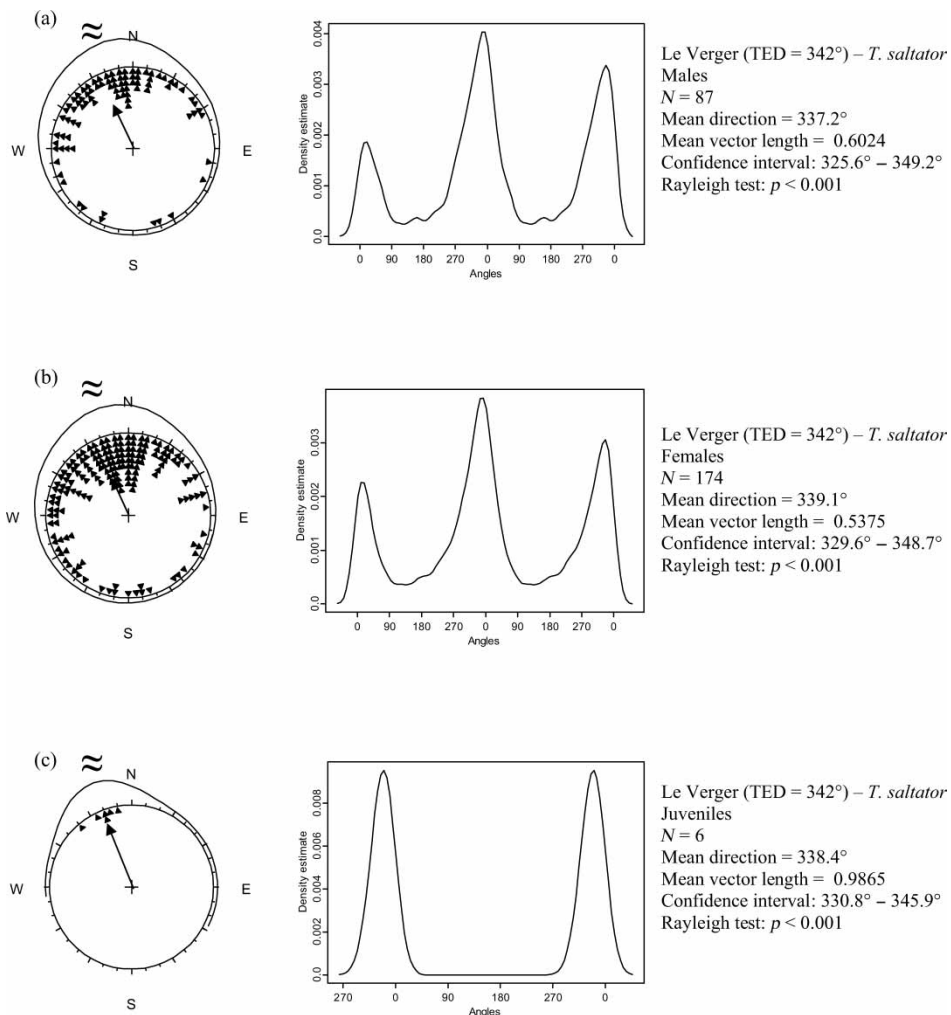 (a)
≈
N
W
E
S
Density estimate
0.004
0.003
0.002
0.001
0.0
0 90 180 270 0 90 180 270 0
Angles
Le Verger (TED = 342°) – T. saltator
Males
N = 87
Mean direction = 337.2°
Mean vector length = 0.6024
Confidence interval: 325.6° – 349.2°
Rayleigh test: p < 0.001
(b)
≈
N
W
E
S
Density estimate
0.003
0.002
0.001
0.0
0 90 180 270 0 90 180 270 0
Angles
Le Verger (TED = 342°) – T. saltator
Females
N = 174
Mean direction = 339.1°
Mean vector length = 0.5375
Confidence interval: 329.6° – 348.7°
Rayleigh test: p < 0.001
(c)
≈
N
W
E
S
Density estimate
0.008
0.006
0.004
0.002
0.0
270 0 90 180 270 0
Angles
Le Verger (TED = 342°) – T. saltator
Juveniles
N = 6
Mean direction = 338.4°
Mean vector length = 0.9865
Confidence interval: 330.8° – 345.9°
Rayleigh test: p < 0.001